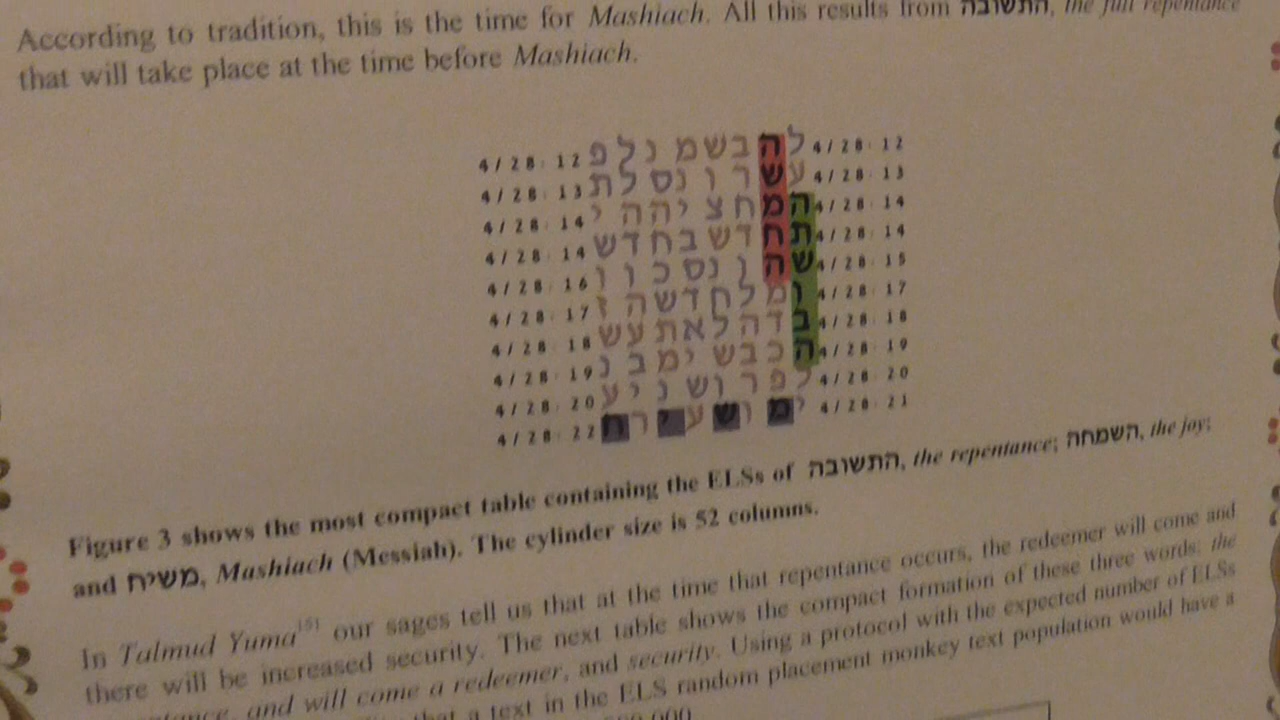 According to tradition, this is the time for Mashiach. All this results from התשובה, the full repentance
that will take place at the time before Mashiach.
4/28: 12 ל ה ב ש מ נ ל פ 4/28: 12
4/28: 13 ע ש ר ו נ ס ל ת 4/28: 13
4/28: 14 ה מ ח צ י ה ה י 4/28: 14
4/28: 14 ת ח ד ש ב ח ד ש 4/28: 14
4/28: 16 ש ה ו נ ס כ ו ו 4/28: 15
4/28: 17 ו מ ל ח ד ש ה ז 4/28: 17
4/28: 18 ב ד ה ל א ת ע ש 4/28: 18
4/28: 19 ה כ ב ש י מ ב נ 4/28: 19
4/28: 20 ל פ ר ו ש נ י ע 4/28: 20
4/28: 22 י מ ו ש ע י ר ח 4/28: 21
Figure 3 shows the most compact table containing the ELSs of התשובה, the repentance; השמחה, the joy;
and משיח, Mashiach (Messiah). The cylinder size is 52 columns.
In Talmud Yuma[5] our sages tell us that at the time that repentance occurs, the redeemer will come and
there will be increased security. The next table shows the compact formation of these three words: the
and will come a redeemer, and security. Using a protocol with the expected number of ELSs
that a text in the ELS random placement monkey text population would have a